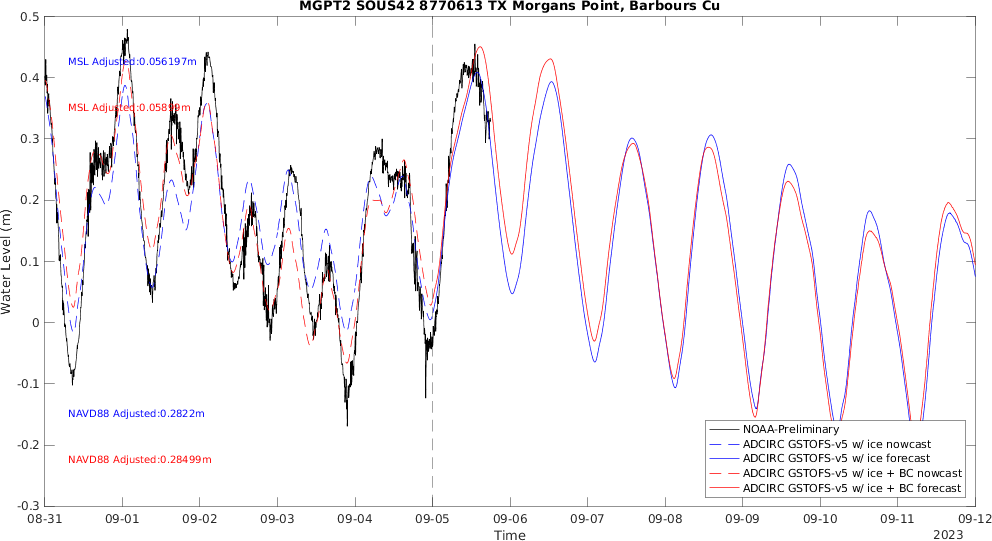 MGPT2 SOUS42 8770613 TX Morgans Point, Barbours Cu
0.5
0.4
0.3
0.2
0.1
0
-0.1
-0.2
-0.3
Water Level (m)
MSL Adjusted:0.056197m
MSL Adjusted:0.05899m
NAVD88 Adjusted:0.2822m
NAVD88 Adjusted:0.28499m
NOAA-Preliminary
ADCIRC GSTOFS-v5 w/ ice nowcast
ADCIRC GSTOFS-v5 w/ ice forecast
ADCIRC GSTOFS-v5 w/ ice + BC nowcast
ADCIRC GSTOFS-v5 w/ ice + BC forecast
08-31 09-01 09-02 09-03 09-04 09-05 09-06 09-07 09-08 09-09 09-10 09-11 09-12
Time
2023